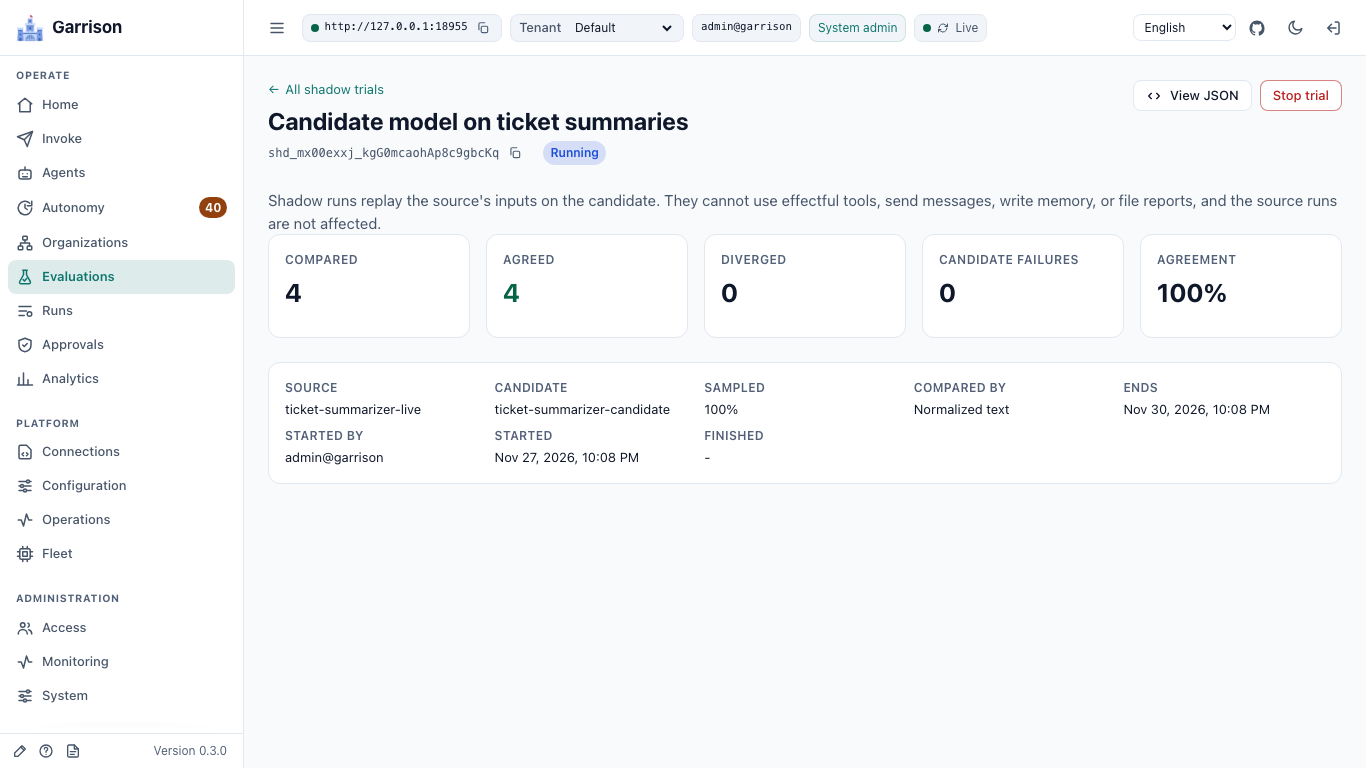 Garrison
http://127.0.0.1:18955
Tenant Default
admin@garrison
System admin
Live
English
OPERATE
Home
Invoke
Agents
Autonomy 40
Organizations
Evaluations
Runs
Approvals
Analytics
PLATFORM
Connections
Configuration
Operations
Fleet
ADMINISTRATION
Access
Monitoring
System
Version 0.3.0
← All shadow trials
View JSON
Stop trial
Candidate model on ticket summaries
shd_mx00exxj_kgG0mcaohAp8c9gbcKq
Running
Shadow runs replay the source's inputs on the candidate. They cannot use effectful tools, send messages, write memory, or file reports, and the source runs
are not affected.
COMPARED
4
AGREED
4
DIVERGED
0
CANDIDATE FAILURES
0
AGREEMENT
100%
SOURCE
ticket-summarizer-live
CANDIDATE
ticket-summarizer-candidate
SAMPLED
100%
COMPARED BY
Normalized text
ENDS
Nov 30, 2026, 10:08 PM
STARTED BY
admin@garrison
STARTED
Nov 27, 2026, 10:08 PM
FINISHED
-